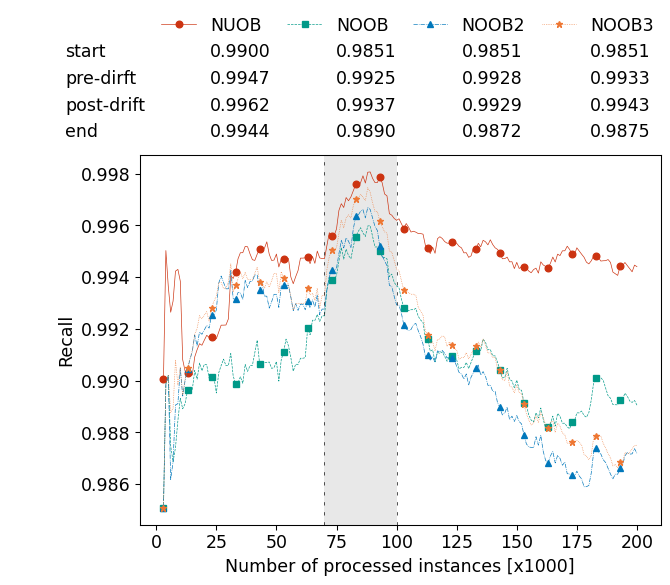 NUOB NOOB NOOB2 NOOB3
start 0.9900 0.9851 0.9851 0.9851
pre-dirft 0.9947 0.9925 0.9928 0.9933
post-drift 0.9962 0.9937 0.9929 0.9943
end 0.9944 0.9890 0.9872 0.9875
0.998
0.996
0.994
0.992
0.990
0.988
0.986
Recall
0 25 50 75 100 125 150 175 200
Number of processed instances [x1000]